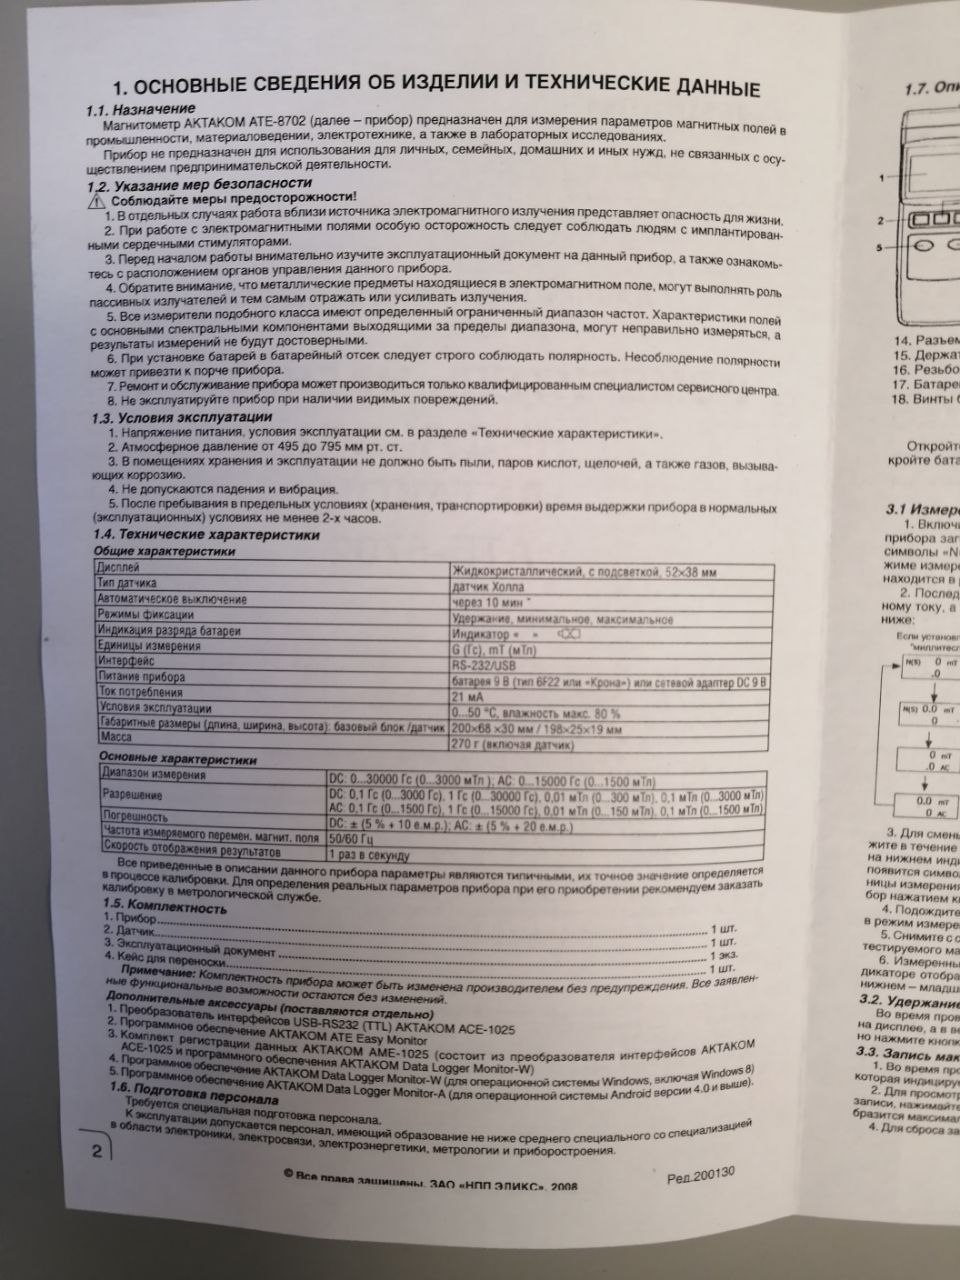 1. ОСНОВНЫЕ СВЕДЕНИЯ ОБ ИЗДЕЛИИ И ТЕХНИЧЕСКИЕ ДАННЫЕ
1.1. Назначение
Магнитометр АКТАКОМ АТЕ-8702 (далее – прибор) предназначен для измерения параметров магнитных полей в
промышленности, материаловедении, электротехнике, а также в лабораторных исследованиях.
Прибор не предназначен для использования для личных, семейных, домашних и иных нужд, не связанных с осу-
ществлением предпринимательской деятельности.
1.2. Указание мер безопасности
Соблюдайте меры предосторожности!
1. В отдельных случаях работа вблизи источника электромагнитного излучения представляет опасность для жизни.
2. При работе с электромагнитными полями особую осторожность следует соблюдать людям с имплантирован-
ными сердечными стимуляторами.
3. Перед началом работы внимательно изучите эксплуатационный документ на данный прибор, а также ознакомь-
тесь с расположением органов управления данного прибора.
4. Обратите внимание, что металлические предметы находящиеся в электромагнитном поле, могут выполнять роль
пассивных излучателей и тем самым отражать или усиливать излучения.
5. Все измерители подобного класса имеют определенный ограниченный диапазон частот. Характеристики полей
с основными спектральными компонентами выходящими за пределы диапазона, могут неправильно измеряться, а
результаты измерений не будут достоверными.
6. При установке батарей в батарейный отсек следует строго соблюдать полярность. Несоблюдение полярности
может привезти к порче прибора.
7. Ремонт и обслуживание прибора может производиться только квалифицированным специалистом сервисного центра.
8. Не эксплуатируйте прибор при наличии видимых повреждений.
1.3. Условия эксплуатации
1. Напряжение питания, условия эксплуатации см. в разделе «Технические характеристики».
2. Атмосферное давление от 495 до 795 мм рт. ст.
3. В помещениях хранения и эксплуатации не должно быть пыли, паров кислот, щелочей, а также газов, вызыва-
ющих коррозию.
4. Не допускаются падения и вибрация.
5. После пребывания в предельных условиях (хранения, транспортировки) время выдержки прибора в нормальных
(эксплуатационных) условиях не менее 2-х часов.
1.4. Технические характеристики
Общие характеристики
Дисплей Жидкокристаллический, с подсветкой, 52×38 мм
Тип датчика датчик Холла
Автоматическое выключение через 10 мин *
Режимы фиксации Удержание, минимальное, максимальное
Индикация разряда батареи Индикатор « »
Единицы измерения G (Гс), mT (мТл)
Интерфейс RS-232/USB
Питание прибора батарея 9 В (тип 6F22 или «Крона») или сетевой адаптер DC 9 В
Ток потребления 21 мА
Условия эксплуатации 0...50 °С, влажность макс. 80 %
Габаритные размеры (длина, ширина, высота): базовый блок /датчик 200×68 ×30 мм / 198×25×19 мм
Масса 270 г (включая датчик)
Основные характеристики
Диапазон измерения DC: 0...30000 Гс (0...3000 мТл ); AC: 0...15000 Гс (0...1500 мТл)
Разрешение DC: 0,1 Гс (0...3000 Гс), 1 Гс (0...30000 Гс), 0,01 мТл (0...300 мТл), 0,1 мТл (0...3000 мТл)
AC: 0,1 Гс (0...1500 Гс), 1 Гс (0...15000 Гс), 0,01 мТл (0...150 мТл), 0,1 мТл (0...1500 мТл)
Погрешность DC: ± (5 % + 10 е.м.р.); AC: ± (5 % + 20 е.м.р.)
Частота измеряемого перемен. магнит. поля 50/60 Гц
Скорость отображения результатов 1 раз в секунду
Все приведенные в описании данного прибора параметры являются типичными, их точное значение определяется
в процессе калибровки. Для определения реальных параметров прибора при его приобретении рекомендуем заказать
калибровку в метрологической службе.
1.5. Комплектность
1. Прибор ... 1 шт.
2. Датчик ... 1 шт.
3. Эксплуатационный документ ... 1 экз.
4. Кейс для переноски ... 1 шт.
Примечание: Комплектность прибора может быть изменена производителем без предупреждения. Все заявлен-
ные функциональные возможности остаются без изменений.
Дополнительные аксессуары (поставляются отдельно)
1. Преобразователь интерфейсов USB-RS232 (TTL) АКТАКОМ АСЕ-1025
2. Программное обеспечение АКТАКОМ ATE Easy Monitor
3. Комплект регистрации данных АКТАКОМ АМЕ-1025 (состоит из преобразователя интерфейсов АКТАКОМ
АСЕ-1025 и программного обеспечения АКТАКОМ Data Logger Monitor-W)
4. Программное обеспечение АКТАКОМ Data Logger Monitor-W (для операционной системы Windows, включая Windows 8)
5. Программное обеспечение АКТАКОМ Data Logger Monitor-A (для операционной системы Android версии 4.0 и выше).
1.6. Подготовка персонала
Требуется специальная подготовка персонала.
К эксплуатации допускается персонал, имеющий образование не ниже среднего специального со специализацией
в области электроники, электросвязи, электроэнергетики, метрологии и приборостроения.
2
© Все права защищены. ЗАО «НПП ЭЛИКС», 2008
Ред.200130
1.7. Опи
1
2
5
14. Разъем
15. Держат
16. Резьбо
17. Батаре
18. Винты б
Откройте
кройте бата
3.1 Измере
1. Включи
прибора заг
символы «N
жиме измере
находится в
2. Послед
ному току, а
ниже:
Если установ
"миллитесл
N(S) 0 mT
.0
N(S) 0.0 mT
0
0 mT
.0 AC
0.0 mT
0 AC
3. Для смены
жите в течение
на нижнем инди
появится симво
ницы измерения
бор нажатием к
4. Подождите
в режим измере
5. Снимите с
тестируемого ма
6. Измеренны
дикаторе отобра
нижнем – младш
3.2. Удержание
Во время пров
на дисплее, а в ве
но нажмите кнопк
3.3. Запись мак
1. Во время про
которая индицируе
2. Для просмотр
записи, нажимайте
бразится максимал
4. Для сброса за